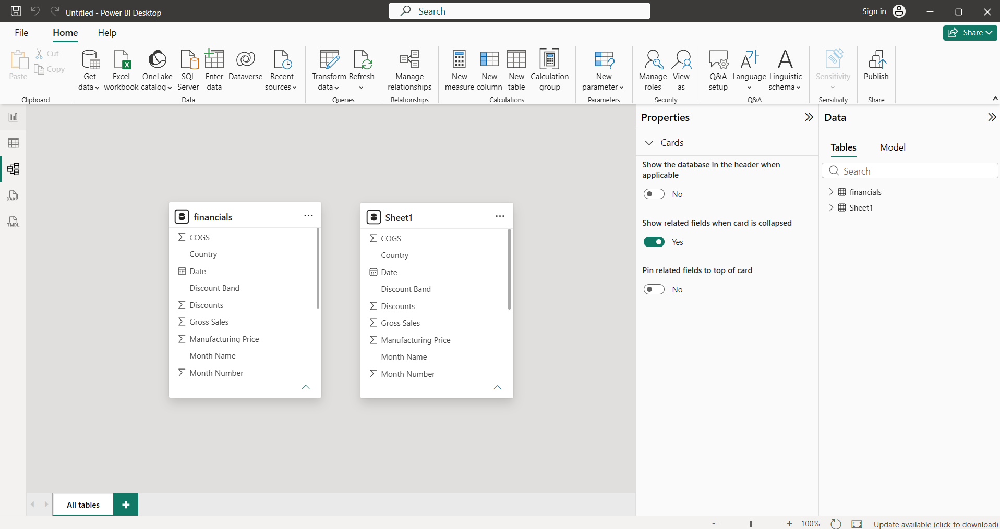 Untitled - Power BI Desktop
Search
Sign in
File
Home
Help
Share
Paste
Cut
Copy
Clipboard
Get data
Excel workbook
OneLake catalog
SQL Server
Enter data
Dataverse
Recent sources
Data
Transform data
Refresh
Queries
Manage relationships
Relationships
New measure
New column
New table
Calculation group
Calculations
New parameter
Parameters
Manage roles
View as
Security
Q&A setup
Language
Linguistic schema
Q&A
Sensitivity
Sensitivity
Publish
Share
DAX
TMDL
financials
COGS
Country
Date
Discount Band
Discounts
Gross Sales
Manufacturing Price
Month Name
Month Number
Sheet1
COGS
Country
Date
Discount Band
Discounts
Gross Sales
Manufacturing Price
Month Name
Month Number
Properties
Cards
Show the database in the header when
applicable
No
Show related fields when card is collapsed
Yes
Pin related fields to top of card
No
Data
Tables
Model
Search
financials
Sheet1
All tables
- + 100%
Update available (click to download)